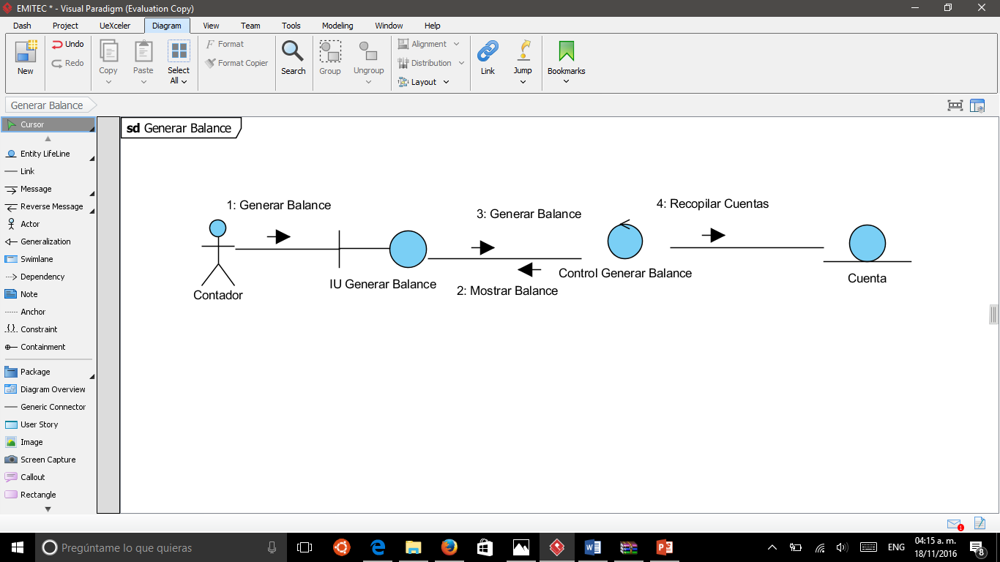 EMITEC * - Visual Paradigm (Evaluation Copy)
Dash Project UeXceler Diagram View Team Tools Modeling Window Help
New
Undo
Redo
Copy
Paste
Select
All
Format
Format Copier
Search
Group
Ungroup
Alignment
Distribution
Layout
Link
Jump
Bookmarks
Generar Balance
Cursor
Entity LifeLine
Link
Message
Reverse Message
Actor
Generalization
Swimlane
Dependency
Note
Anchor
Constraint
Containment
Package
Diagram Overview
Generic Connector
User Story
Image
Screen Capture
Callout
Rectangle
sd Generar Balance
1: Generar Balance
3: Generar Balance
4: Recopilar Cuentas
Contador
IU Generar Balance
2: Mostrar Balance
Control Generar Balance
Cuenta
1
Pregúntame lo que quieras
ENG
04:15 a. m.
18/11/2016
8